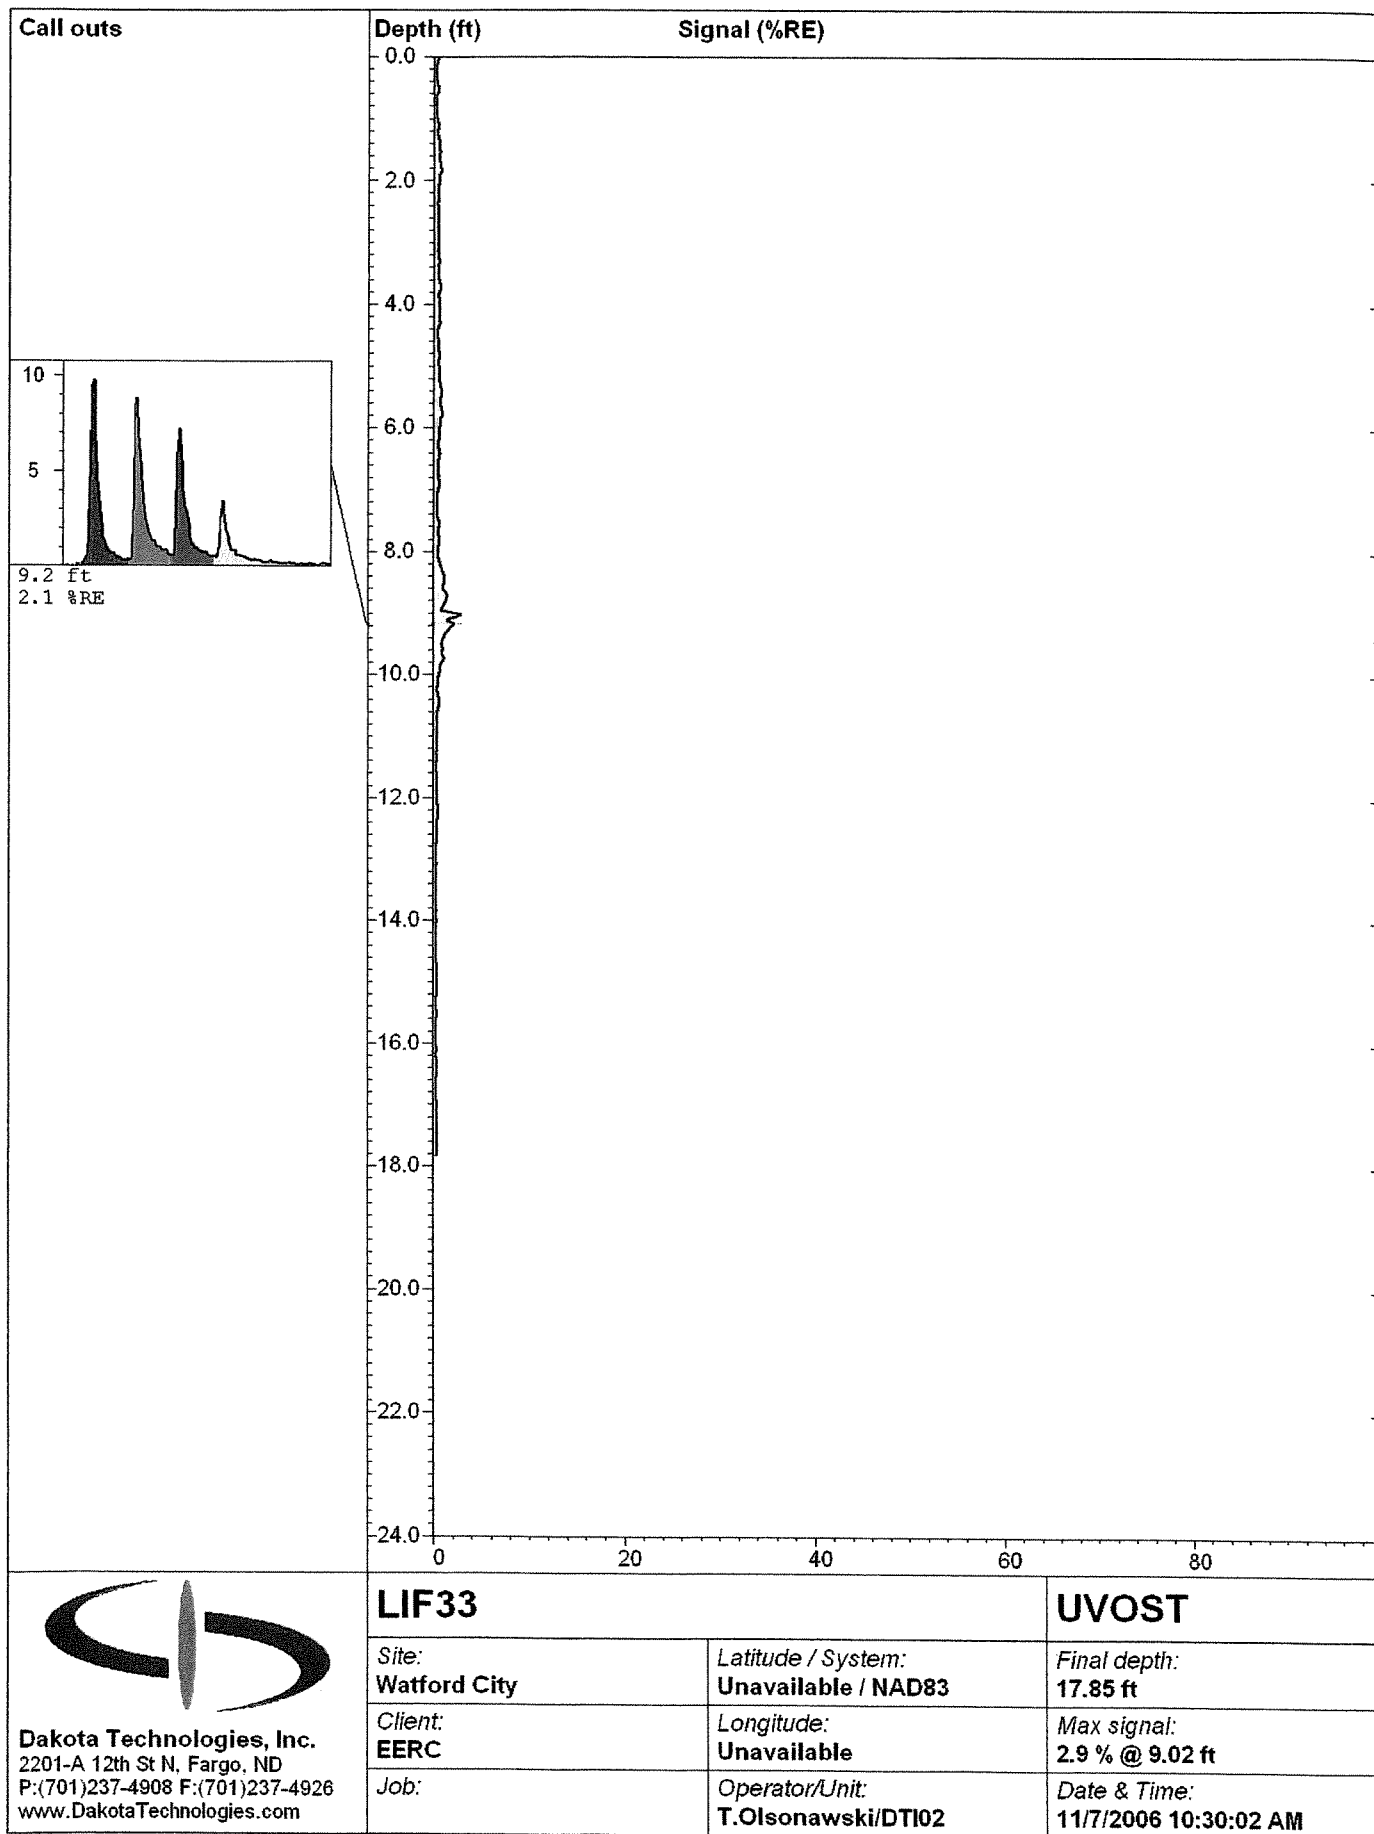 Call outs
Depth (ft)
Signal (%RE)
0.0
2.0
4.0
6.0
8.0
10.0
12.0
14.0
16.0
18.0
20.0
22.0
24.0
0 20 40 60 80
10
5
9.2 ft
2.1 %RE
Dakota Technologies, Inc.
2201-A 12th St N, Fargo, ND
P:(701)237-4908 F:(701)237-4926
www.DakotaTechnologies.com
LIF33
UVOST
Site:
Watford City
Latitude / System:
Unavailable / NAD83
Final depth:
17.85 ft
Client:
EERC
Longitude:
Unavailable
Max signal:
2.9 % @ 9.02 ft
Job:
Operator/Unit:
T.Olsonawski/DTI02
Date & Time:
11/7/2006 10:30:02 AM